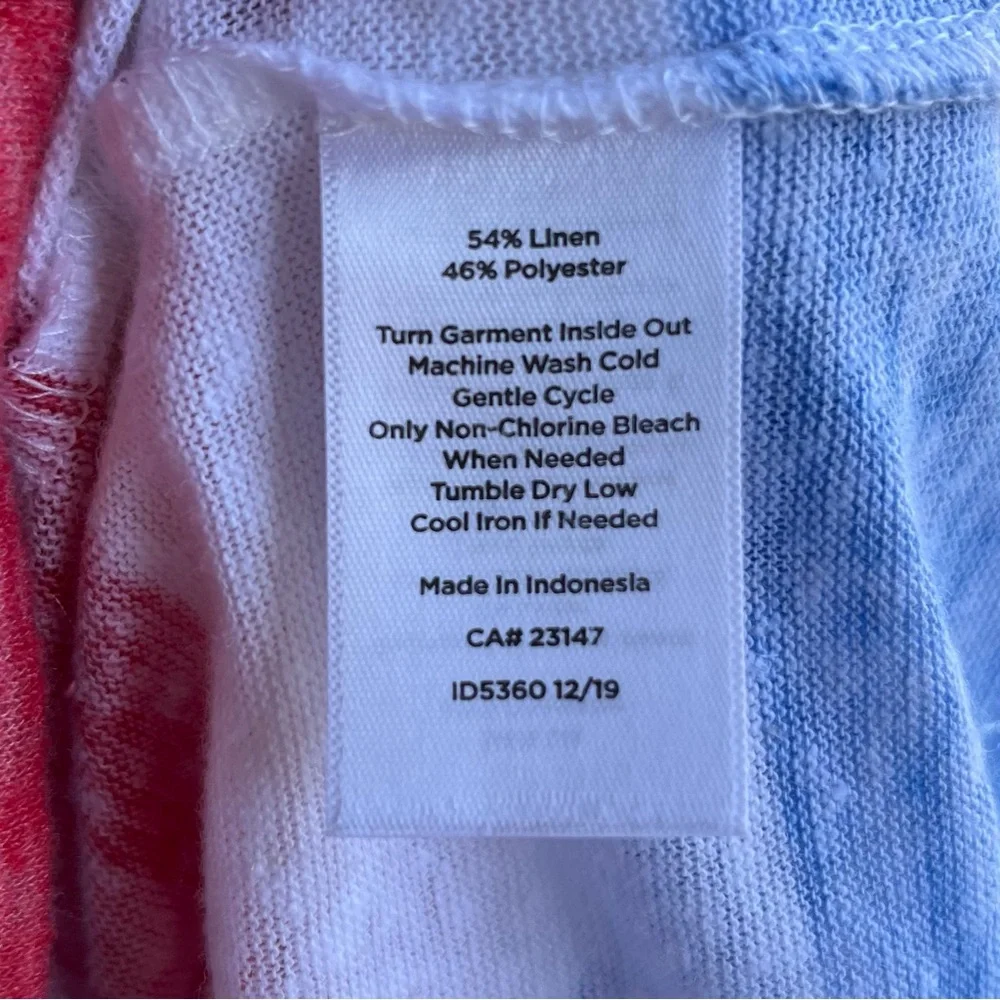 54% Linen
46% Polyester
Turn Garment Inside Out
Machine Wash Cold
Gentle Cycle
Only Non-Chlorine Bleach
When Needed
Tumble Dry Low
Cool Iron If Needed
Made In Indonesia
CA# 23147
ID5360 12/19